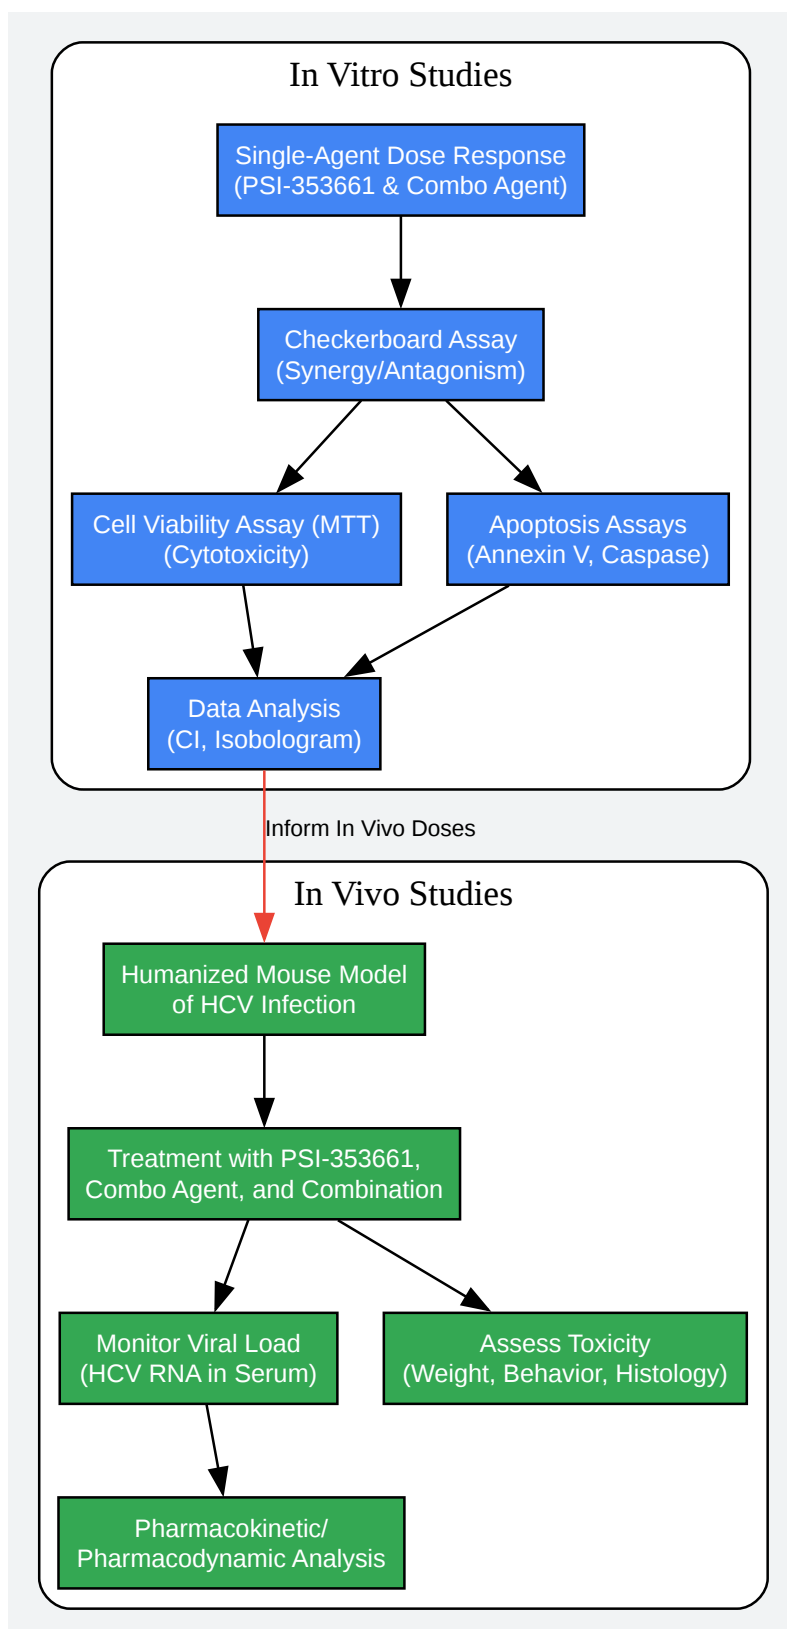 In Vitro Studies
Single-Agent Dose Response
(PSI-353661 & Combo Agent)
Checkerboard Assay
(Synergy/Antagonism)
Cell Viability Assay (MTT)
(Cytotoxicity)
Apoptosis Assays
(Annexin V, Caspase)
Data Analysis
(CI, Isobologram)
Inform In Vivo Doses
In Vivo Studies
Humanized Mouse Model
of HCV Infection
Treatment with PSI-353661,
Combo Agent, and Combination
Monitor Viral Load
(HCV RNA in Serum)
Assess Toxicity
(Weight, Behavior, Histology)
Pharmacokinetic/
Pharmacodynamic Analysis